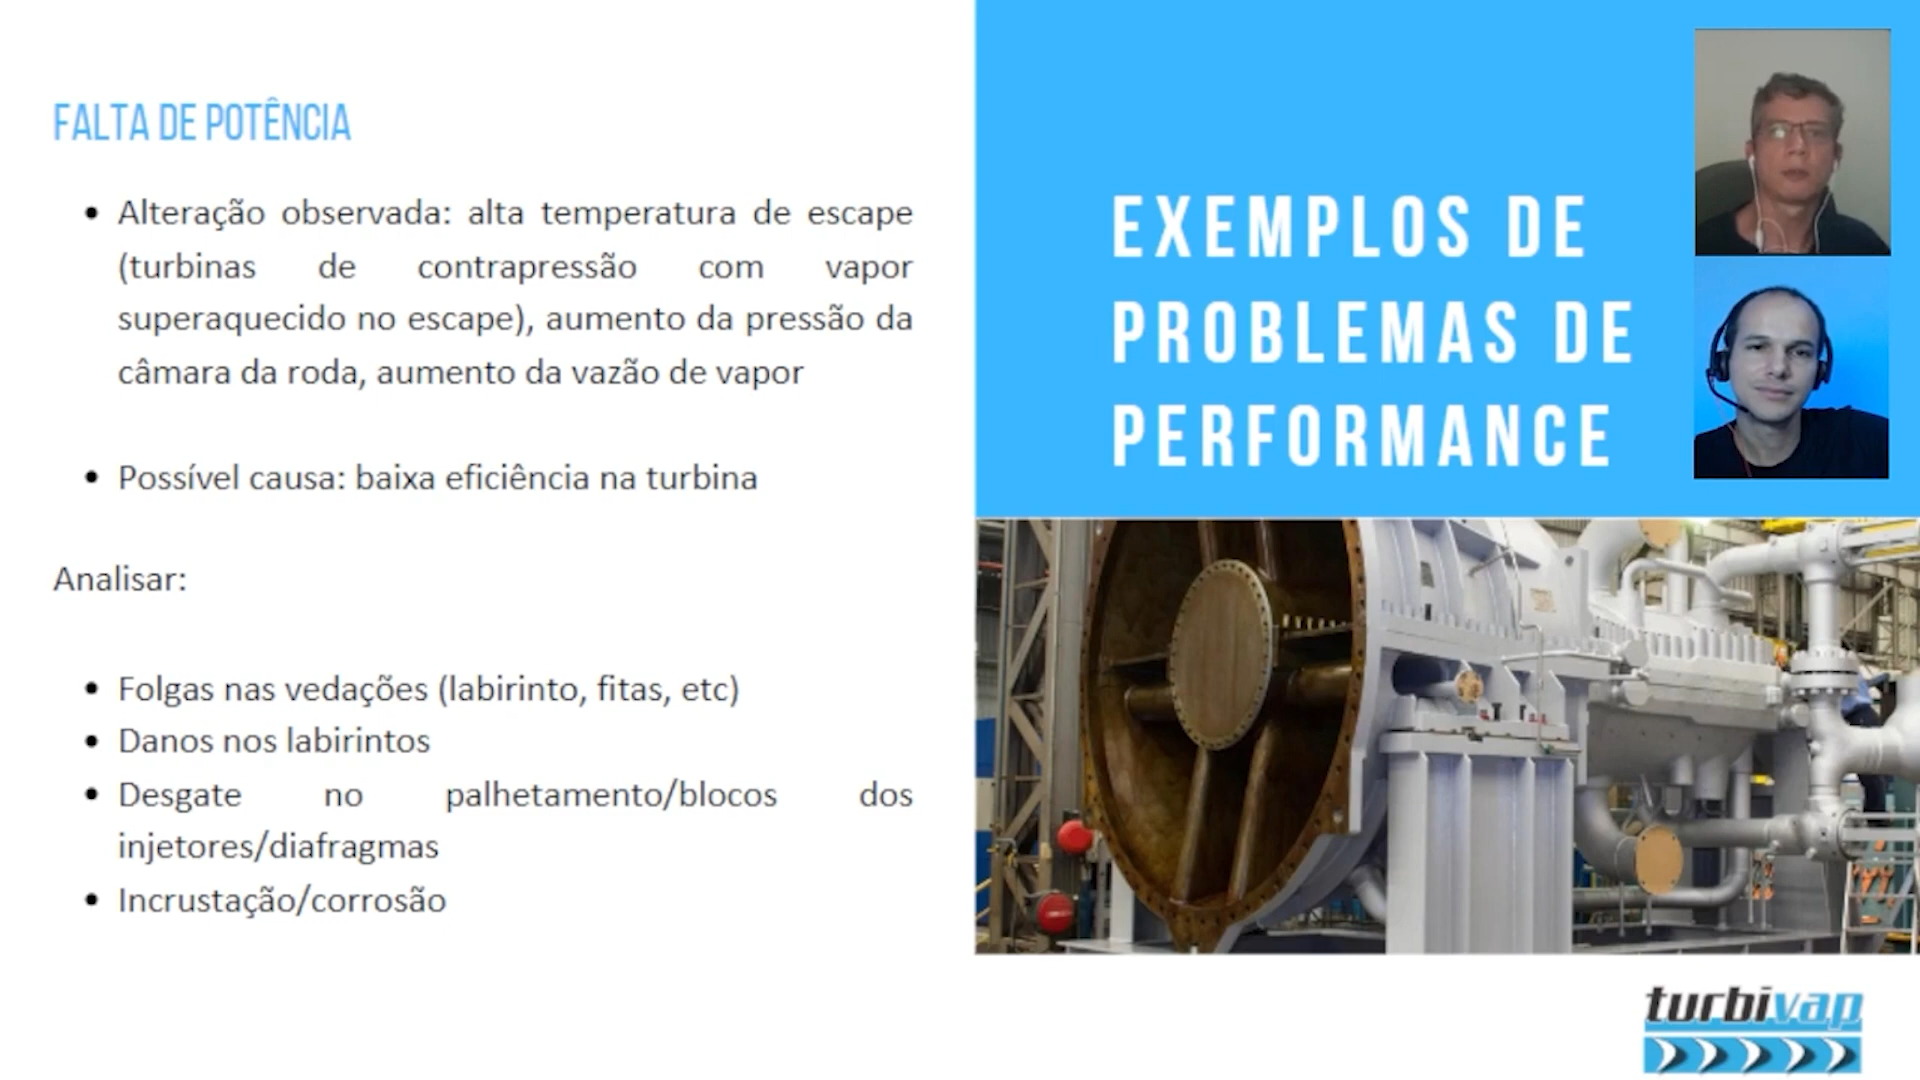 FALTA DE POTÊNCIA
• Alteração observada: alta temperatura de escape
(turbinas de contrapressão com vapor
superaquecido no escape), aumento da pressão da
câmara da roda, aumento da vazão de vapor
• Possível causa: baixa eficiência na turbina
Analisar:
• Folgas nas vedações (labirinto, fitas, etc)
• Danos nos labirintos
• Desgate no palhetamento/blocos dos
injetores/diafragmas
• Incrustação/corrosão
EXEMPLOS DE
PROBLEMAS DE
PERFORMANCE
turbivap